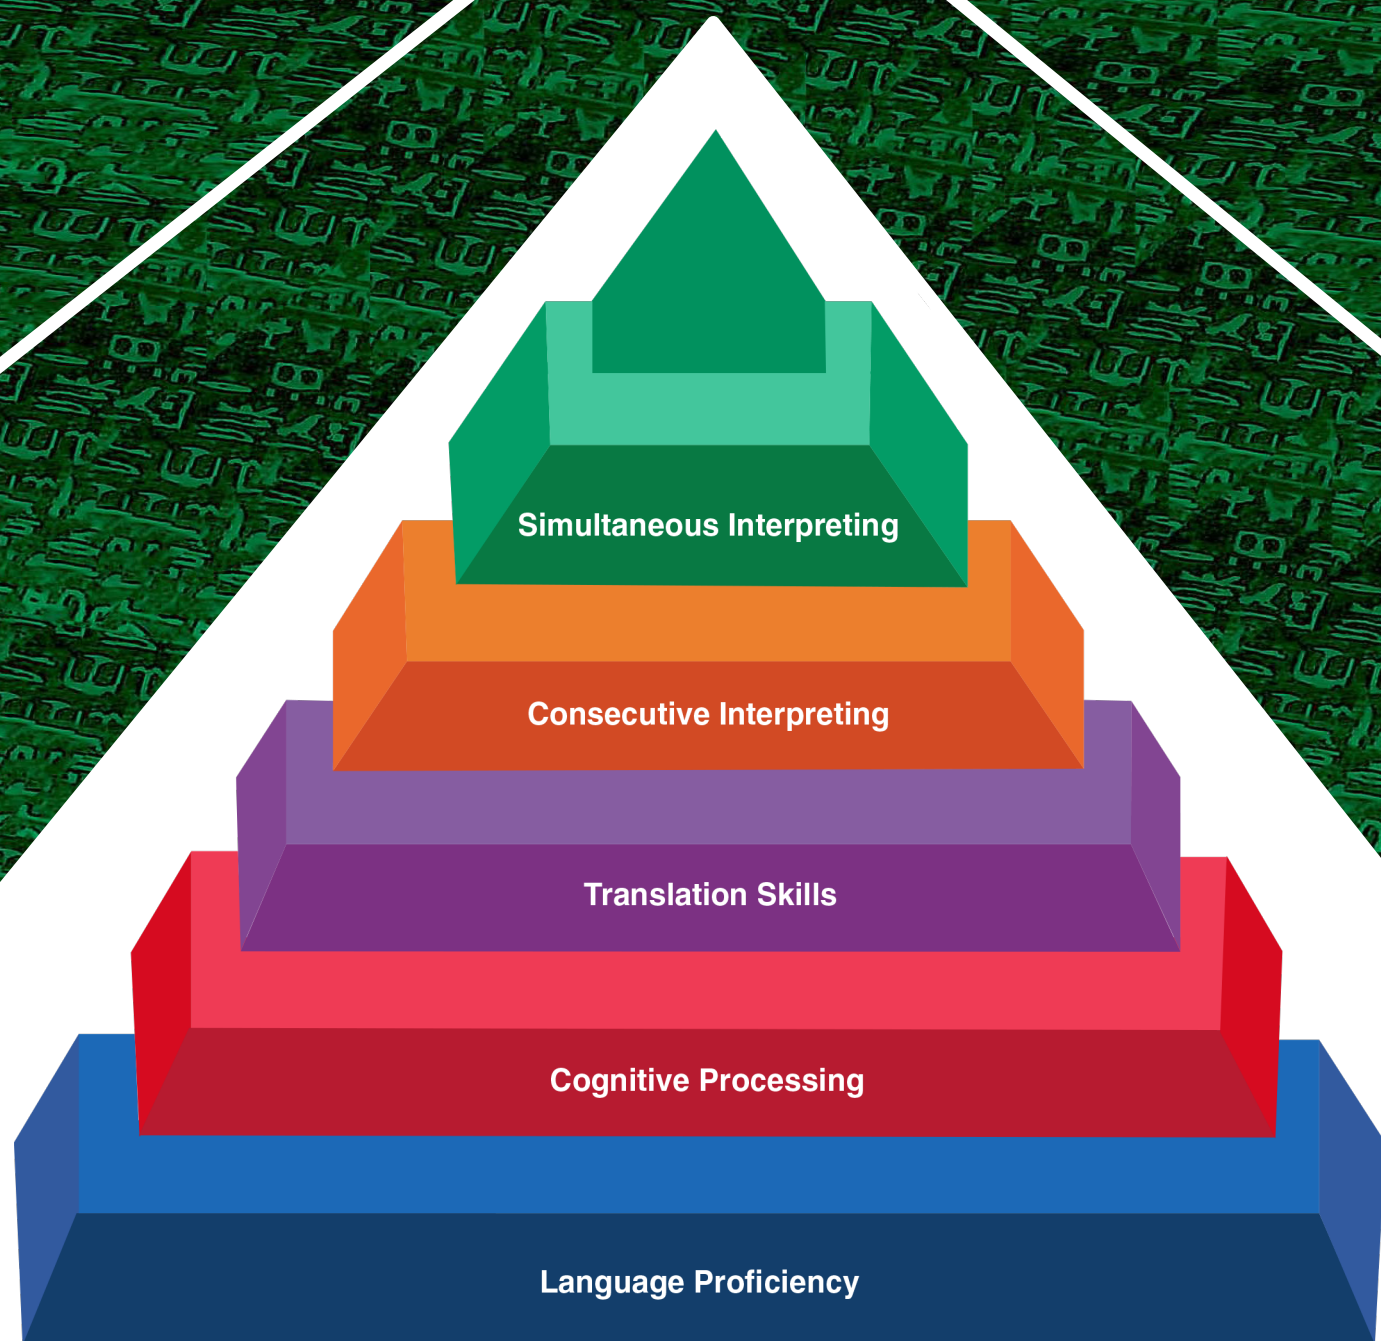 Simultaneous Interpreting
Consecutive Interpreting
Translation Skills
Cognitive Processing
Language Proficiency